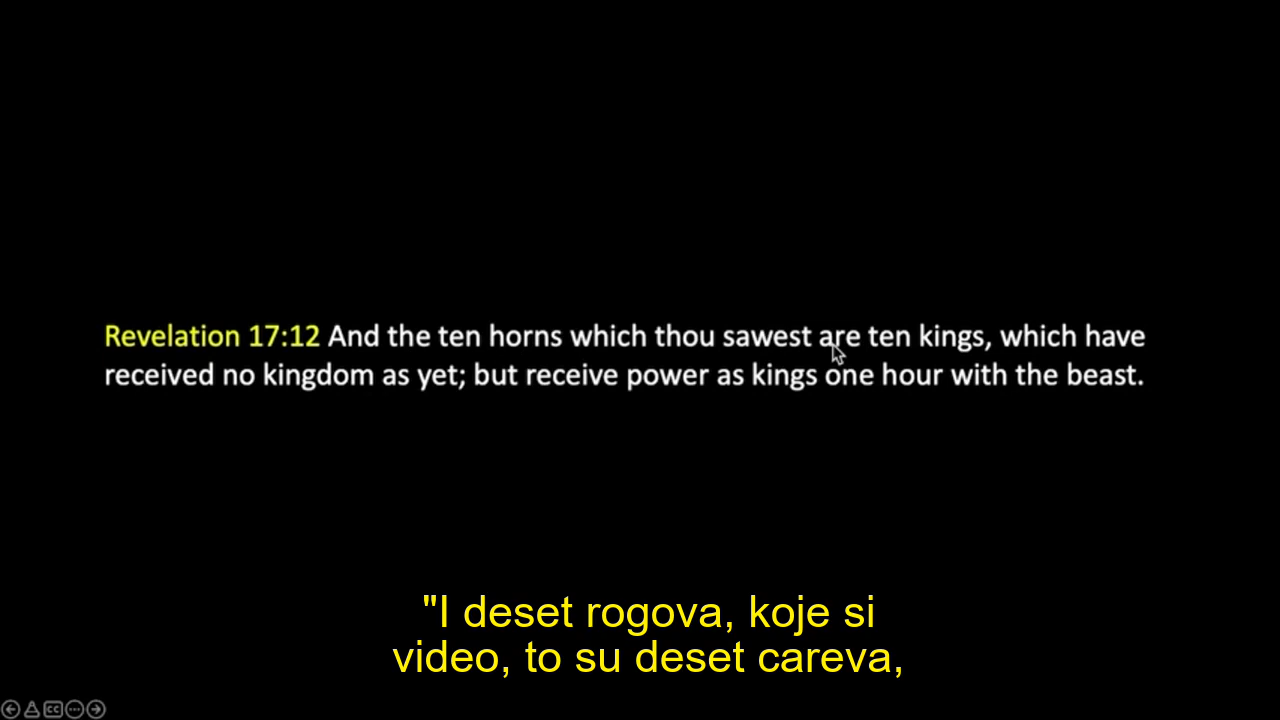 Revelation 17:12 And the ten horns which thou sawest are ten kings, which have
received no kingdom as yet; but receive power as kings one hour with the beast.
"I deset rogova, koje si
video, to su deset careva,